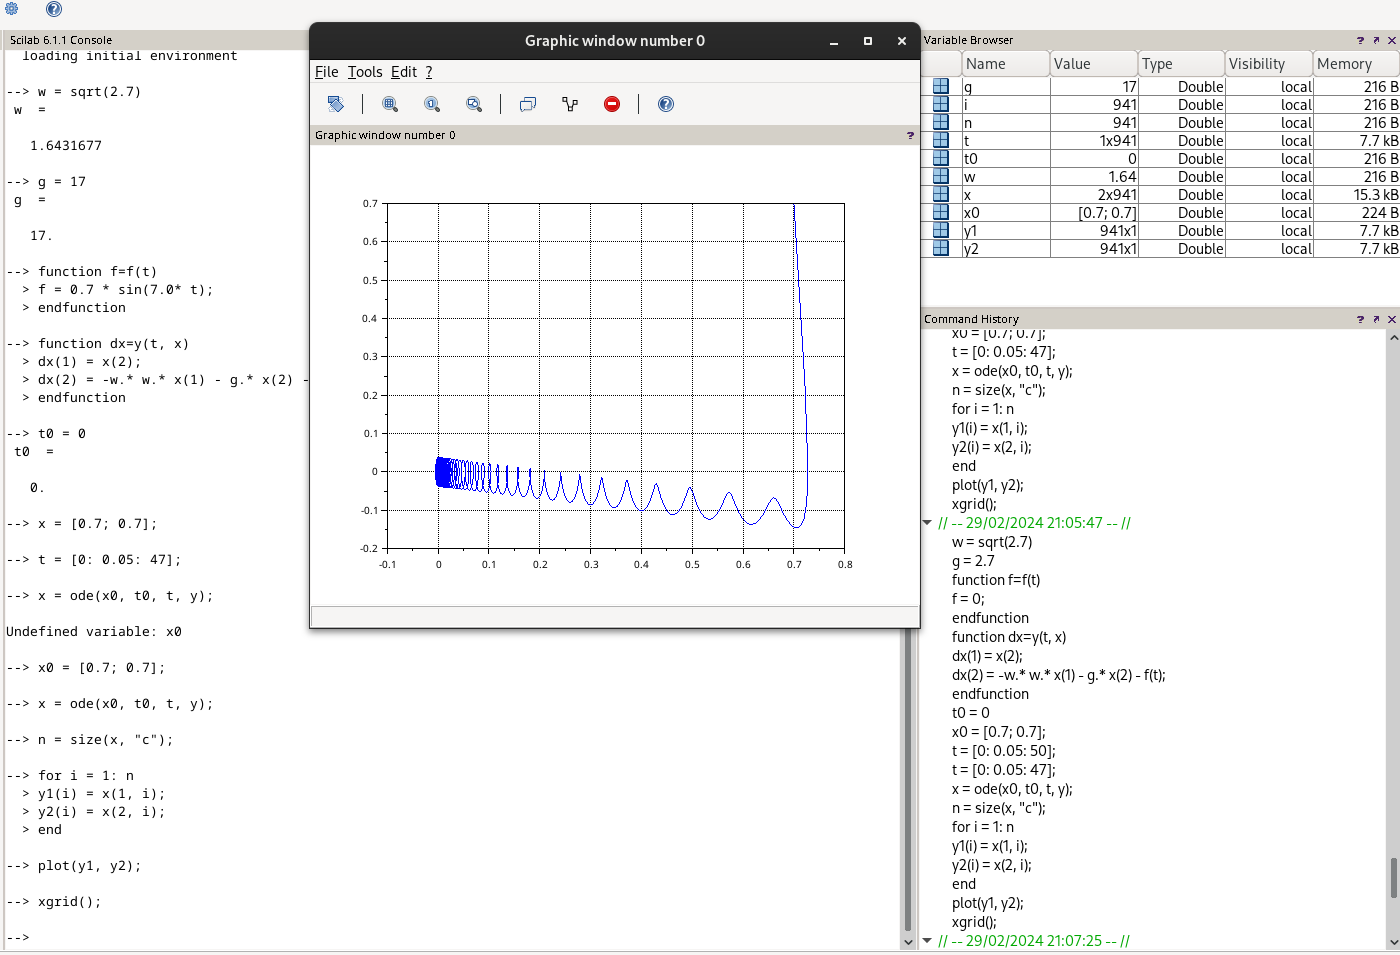 Scilab 6.1.1 Console
loading initial environment
--> w = sqrt(2.7)
w  =
1.6431677
--> g = 17
g  =
17.
--> function f=f(t)
> f = 0.7 * sin(7.0* t);
> endfunction
--> function dx=y(t, x)
> dx(1) = x(2);
> dx(2) = -w.* w.* x(1) - g.* x(2) -
> endfunction
--> t0 = 0
t0  =
0.
--> x = [0.7; 0.7];
--> t = [0: 0.05: 47];
--> x = ode(x0, t0, t, y);
Undefined variable: x0
--> x0 = [0.7; 0.7];
--> x = ode(x0, t0, t, y);
--> n = size(x, "c");
--> for i = 1: n
> y1(i) = x(1, i);
> y2(i) = x(2, i);
> end
--> plot(y1, y2);
--> xgrid();
-->
Graphic window number 0
File Tools Edit ?
Graphic window number 0 ?
0.7
0.6
0.5
0.4
0.3
0.2
0.1
0
-0.1
-0.2
-0.1 0 0.1 0.2 0.3 0.4 0.5 0.6 0.7 0.8
Variable Browser ?
Name Value Type Visibility Memory
g 17 Double local 216 B
i 941 Double local 216 B
n 941 Double local 216 B
t 1x941 Double local 7.7 kB
t0 0 Double local 216 B
w 1.64 Double local 216 B
x 2x941 Double local 15.3 kB
x0 [0.7; 0.7] Double local 224 B
y1 941x1 Double local 7.7 kB
y2 941x1 Double local 7.7 kB
Command History ?
x0 = [0.7; 0.7];
t = [0: 0.05: 47];
x = ode(x0, t0, t, y);
n = size(x, "c");
for i = 1: n
y1(i) = x(1, i);
y2(i) = x(2, i);
end
plot(y1, y2);
xgrid();
// -- 29/02/2024 21:05:47 -- //
w = sqrt(2.7)
g = 2.7
function f=f(t)
f = 0;
endfunction
function dx=y(t, x)
dx(1) = x(2);
dx(2) = -w.* w.* x(1) - g.* x(2) - f(t);
endfunction
t0 = 0
x0 = [0.7; 0.7];
t = [0: 0.05: 50];
t = [0: 0.05: 47];
x = ode(x0, t0, t, y);
n = size(x, "c");
for i = 1: n
y1(i) = x(1, i);
y2(i) = x(2, i);
end
plot(y1, y2);
xgrid();
// -- 29/02/2024 21:07:25 -- //